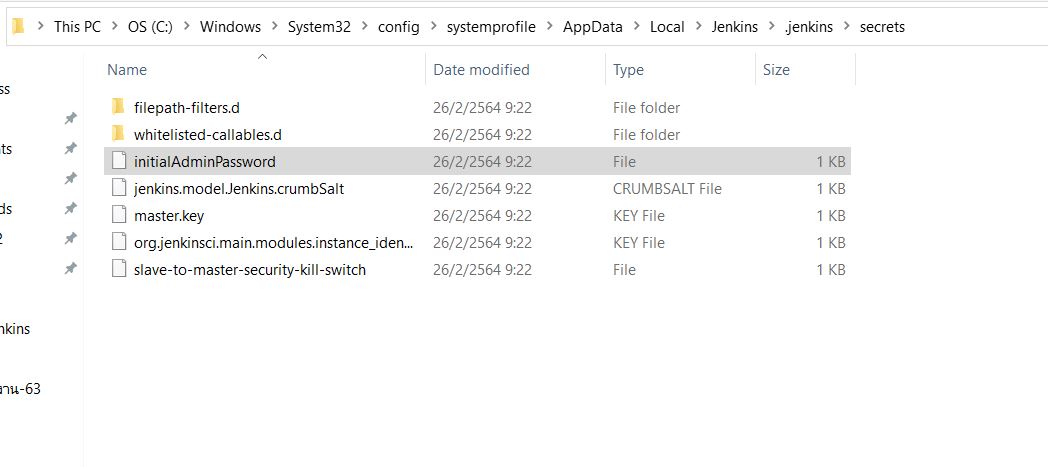 This PC > OS (C:) > Windows > System32 > config > systemprofile > AppData > Local > Jenkins > .jenkins > secrets
Name Date modified Type Size
filepath-filters.d 26/2/2564 9:22 File folder
whitelisted-callables.d 26/2/2564 9:22 File folder
initialAdminPassword 26/2/2564 9:22 File 1 KB
jenkins.model.Jenkins.crumbSalt 26/2/2564 9:22 CRUMBSALT File 1 KB
master.key 26/2/2564 9:22 KEY File 1 KB
org.jenkinsci.main.modules.instance_iden... 26/2/2564 9:22 KEY File 1 KB
slave-to-master-security-kill-switch 26/2/2564 9:22 File 1 KB
ss
nts
ds
2
nkins
งาน-63